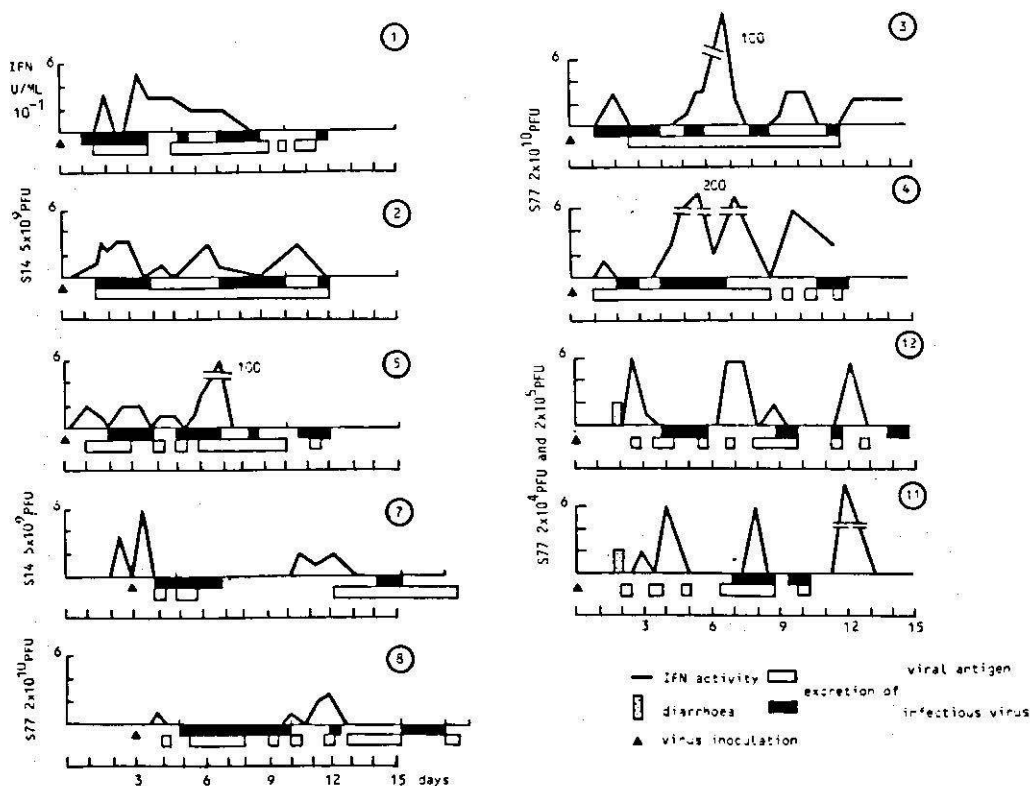 1
IFN 6
U/ML
10⁻¹
S14 5x10⁹PFU
6
2
6
5
100
S14 5x10⁹PFU
6
7
S77 2x10¹⁰PFU
6
8
3 6 9 12 15 days
S77 2x10¹⁰PFU
6
3
100
6
4
200
S77 2x10⁴PFU and 2x10⁵PFU
6
12
6
11
3 6 9 12 15
IFN activity
diarrhoea
virus inoculation
excretion of
viral antigen
infectious virus